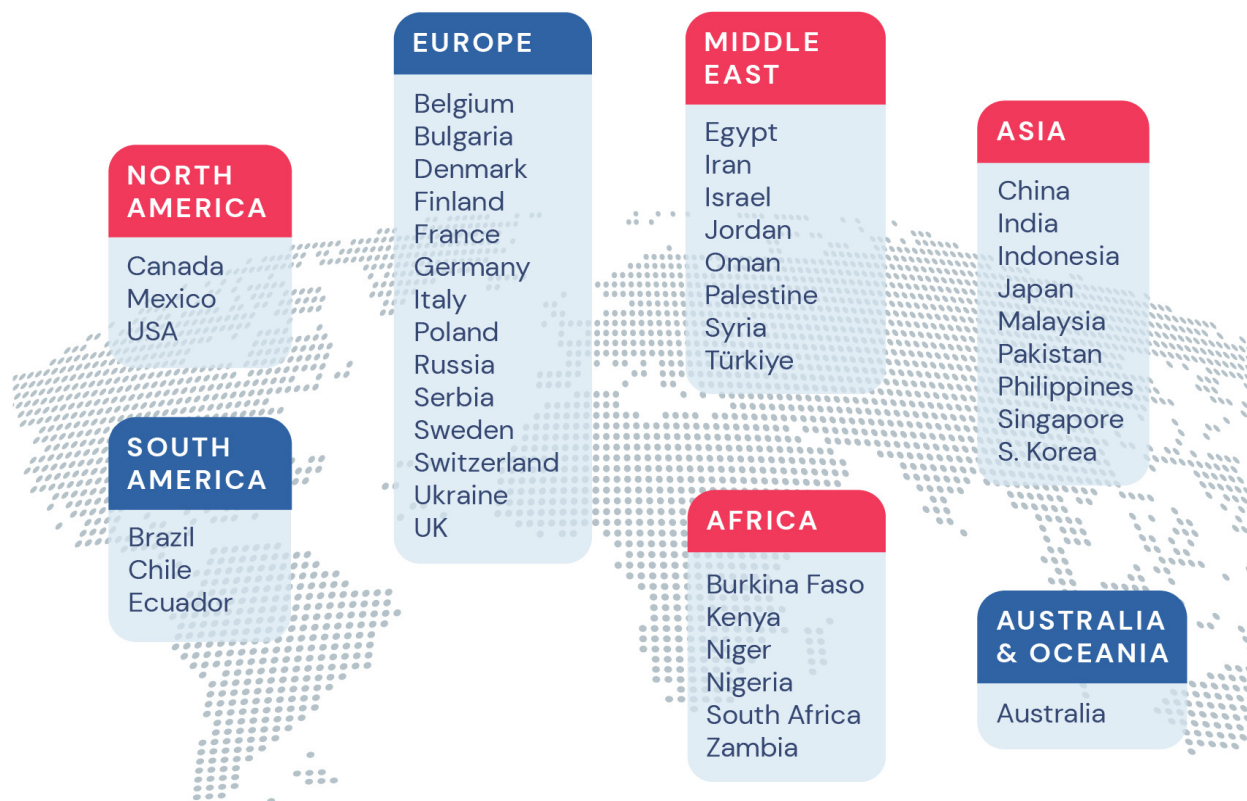 NORTH
AMERICA
Canada
Mexico
USA
SOUTH
AMERICA
Brazil
Chile
Ecuador
EUROPE
Belgium
Bulgaria
Denmark
Finland
France
Germany
Italy
Poland
Russia
Serbia
Sweden
Switzerland
Ukraine
UK
MIDDLE
EAST
Egypt
Iran
Israel
Jordan
Oman
Palestine
Syria
Türkiye
AFRICA
Burkina Faso
Kenya
Niger
Nigeria
South Africa
Zambia
ASIA
China
India
Indonesia
Japan
Malaysia
Pakistan
Philippines
Singapore
S. Korea
AUSTRALIA
& OCEANIA
Australia